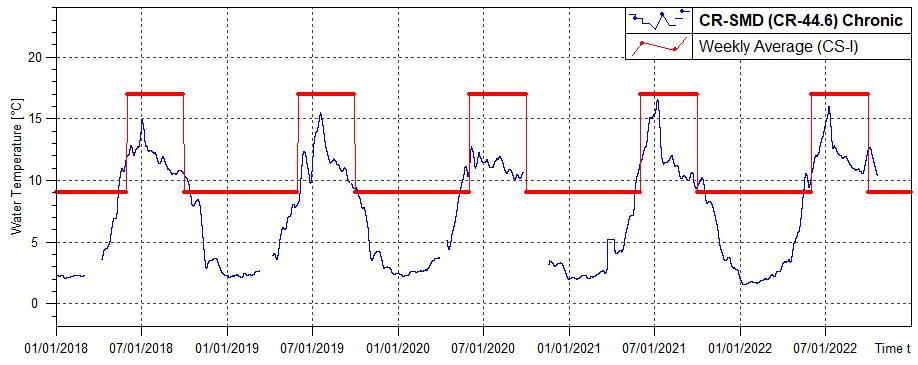 CR-SMD (CR-44.6) Chronic
Weekly Average (CS-I)
Water Temperature [°C]
20
15
10
5
0
01/01/2018 07/01/2018 01/01/2019 07/01/2019 01/01/2020 07/01/2020 01/01/2021 07/01/2021 01/01/2022 07/01/2022 Time t